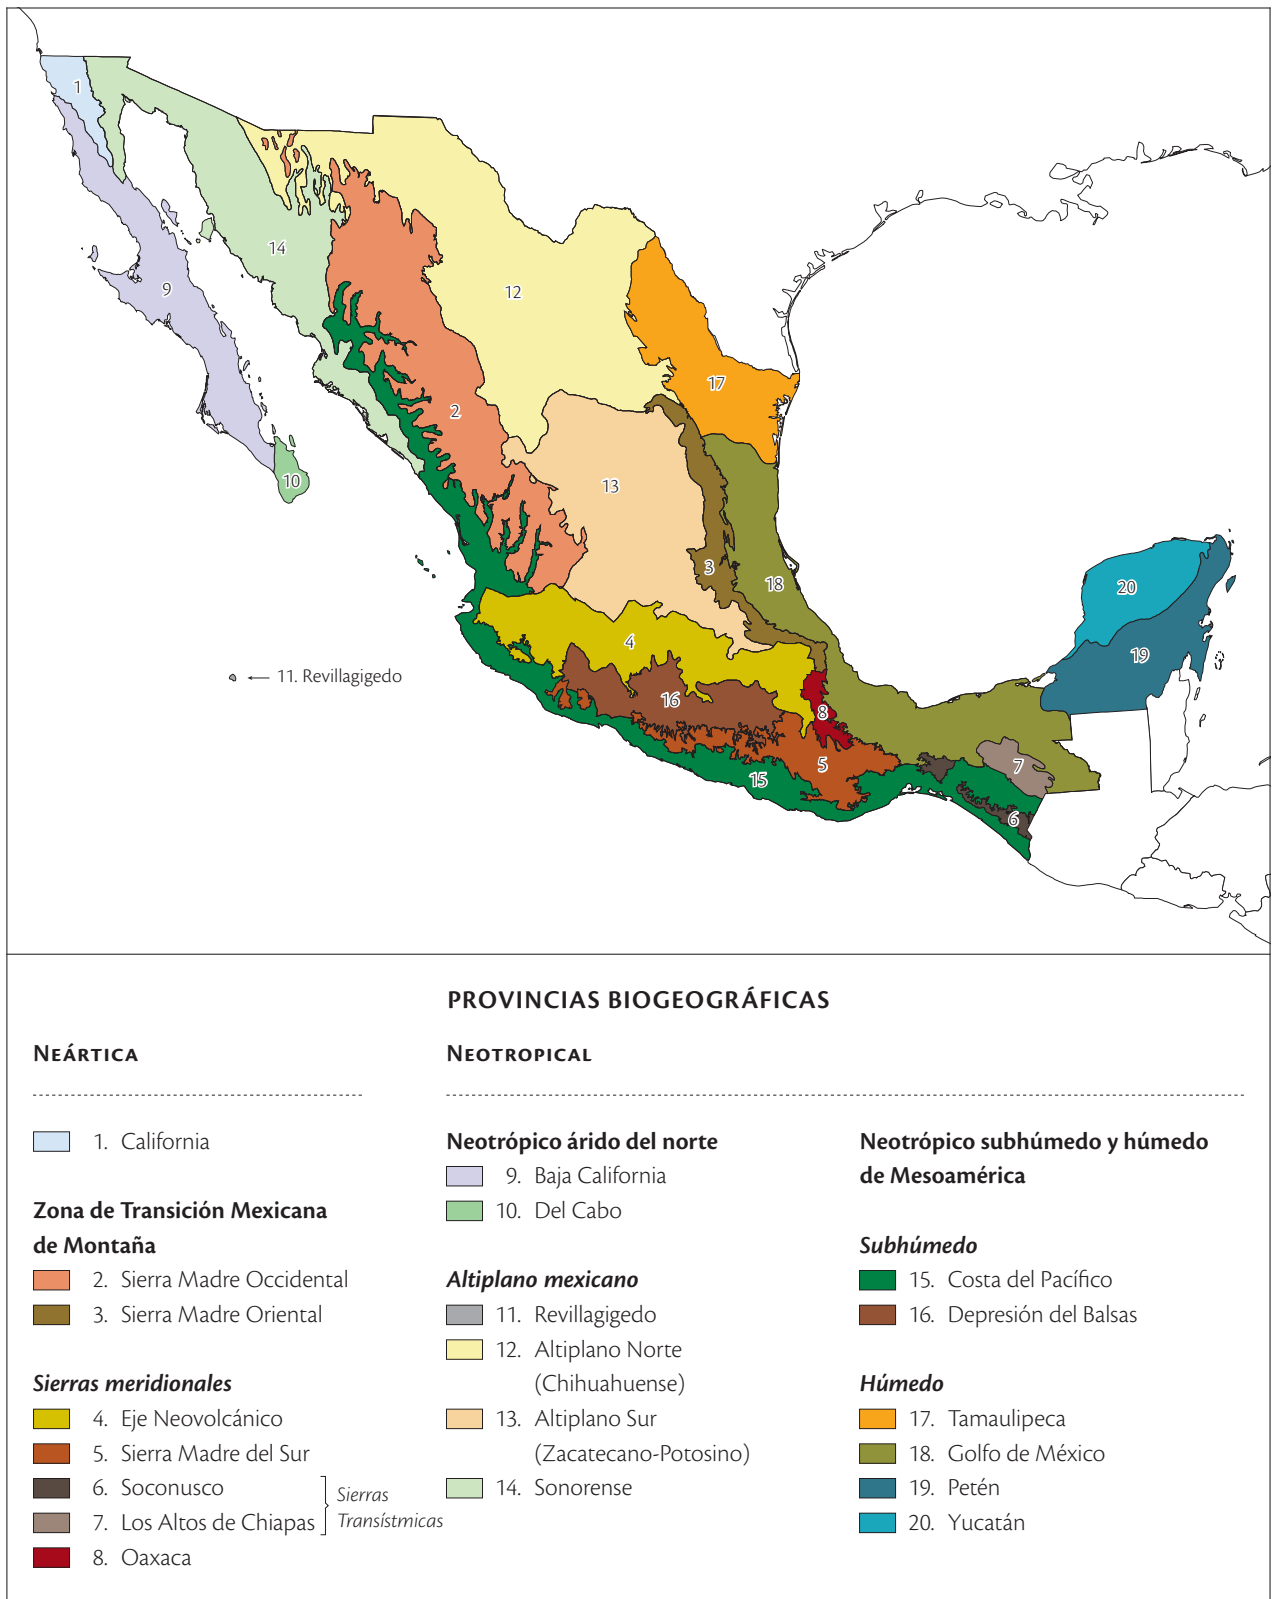 1
14
12
9
17
2
10
13
3
18
20
4
19
11. Revillagigedo
16
8
5
7
15
6
PROVINCIAS BIOGEOGRÁFICAS
NEÁRTICA
1. California
Zona de Transición Mexicana
de Montaña
2. Sierra Madre Occidental
3. Sierra Madre Oriental
Sierras meridionales
4. Eje Neovolcánico
5. Sierra Madre del Sur
6. Soconusco
7. Los Altos de Chiapas
Sierras
Transístmicas
8. Oaxaca
NEOTROPICAL
Neotrópico árido del norte
9. Baja California
10. Del Cabo
Altiplano mexicano
11. Revillagigedo
12. Altiplano Norte
(Chihuahuense)
13. Altiplano Sur
(Zacatecano-Potosino)
14. Sonorense
Neotrópico subhúmedo y húmedo
de Mesoamérica
Subhúmedo
15. Costa del Pacífico
16. Depresión del Balsas
Húmedo
17. Tamaulipeca
18. Golfo de México
19. Petén
20. Yucatán